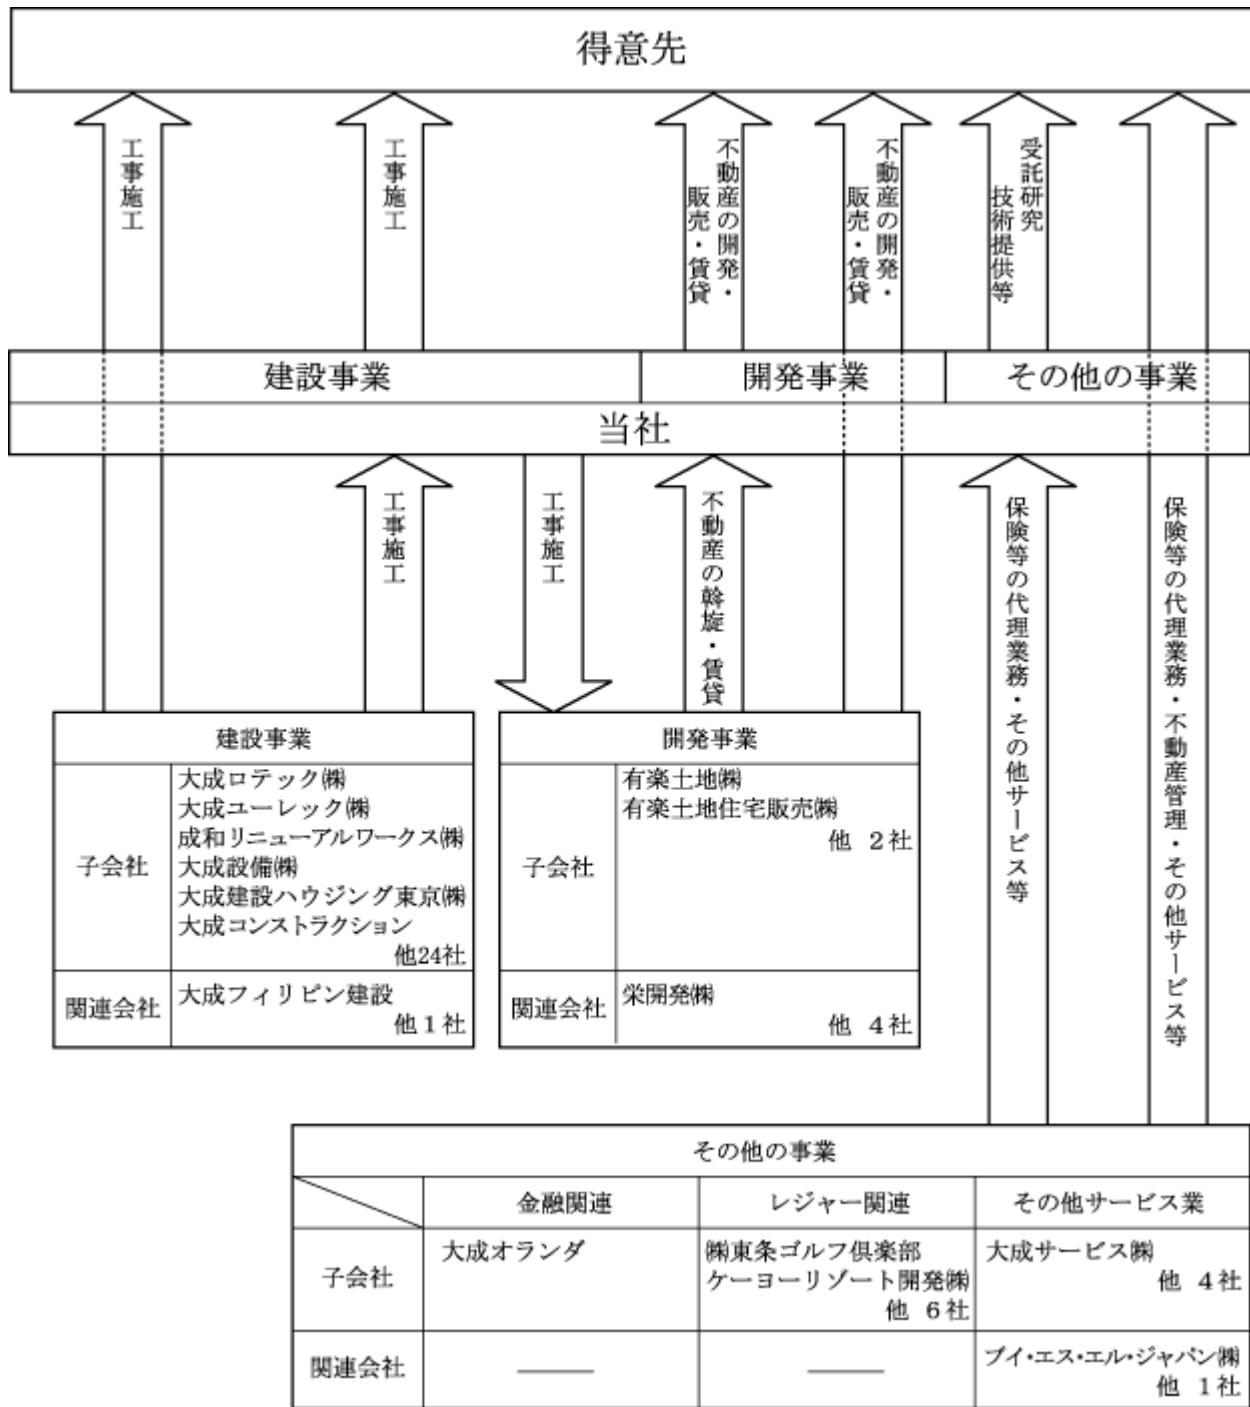 得意先
工事施工
工事施工
不動産の開発・
販売・賃貸
不動産の開発・
販売・賃貸
受託研究
技術提供等
建設事業
開発事業
その他の事業
当社
工事施工
工事施工
不動産の斡旋・賃貸
保険等の代理業務・その他サービス等
保険等の代理業務・不動産管理・その他サービス等
建設事業
子会社
大成ロテック㈱
大成ユーレック㈱
成和リニューアルワークス㈱
大成設備㈱
大成建設ハウジング東京㈱
大成コンストラクション
他24社
関連会社
大成フィリピン建設
他1社
開発事業
子会社
有楽土地㈱
有楽土地住宅販売㈱
他 2社
関連会社
栄開発㈱
他 4社
その他の事業
金融関連
レジャー関連
その他サービス業
子会社
大成オランダ
㈱東条ゴルフ倶楽部
ケーヨーリゾート開発㈱
他 6社
大成サービス㈱
他 4社
関連会社
ブイ・エス・エル・ジャパン㈱
他 1社